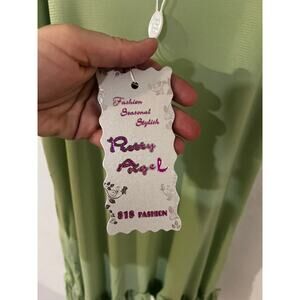 Fashion
Seasonal
Stylish
Pretty
Angel
818 FASHION